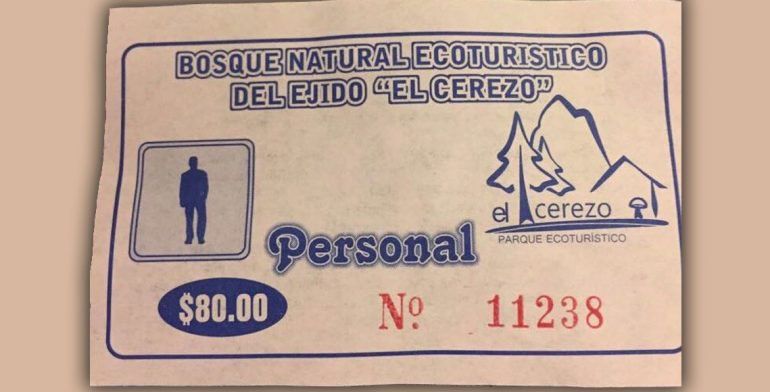 BOSQUE NATURAL ECOTURISTICO
DEL EJIDO “EL CEREZO”
el cerezo
PARQUE ECOTURÍSTICO
Personal
$80.00
Nº 11238